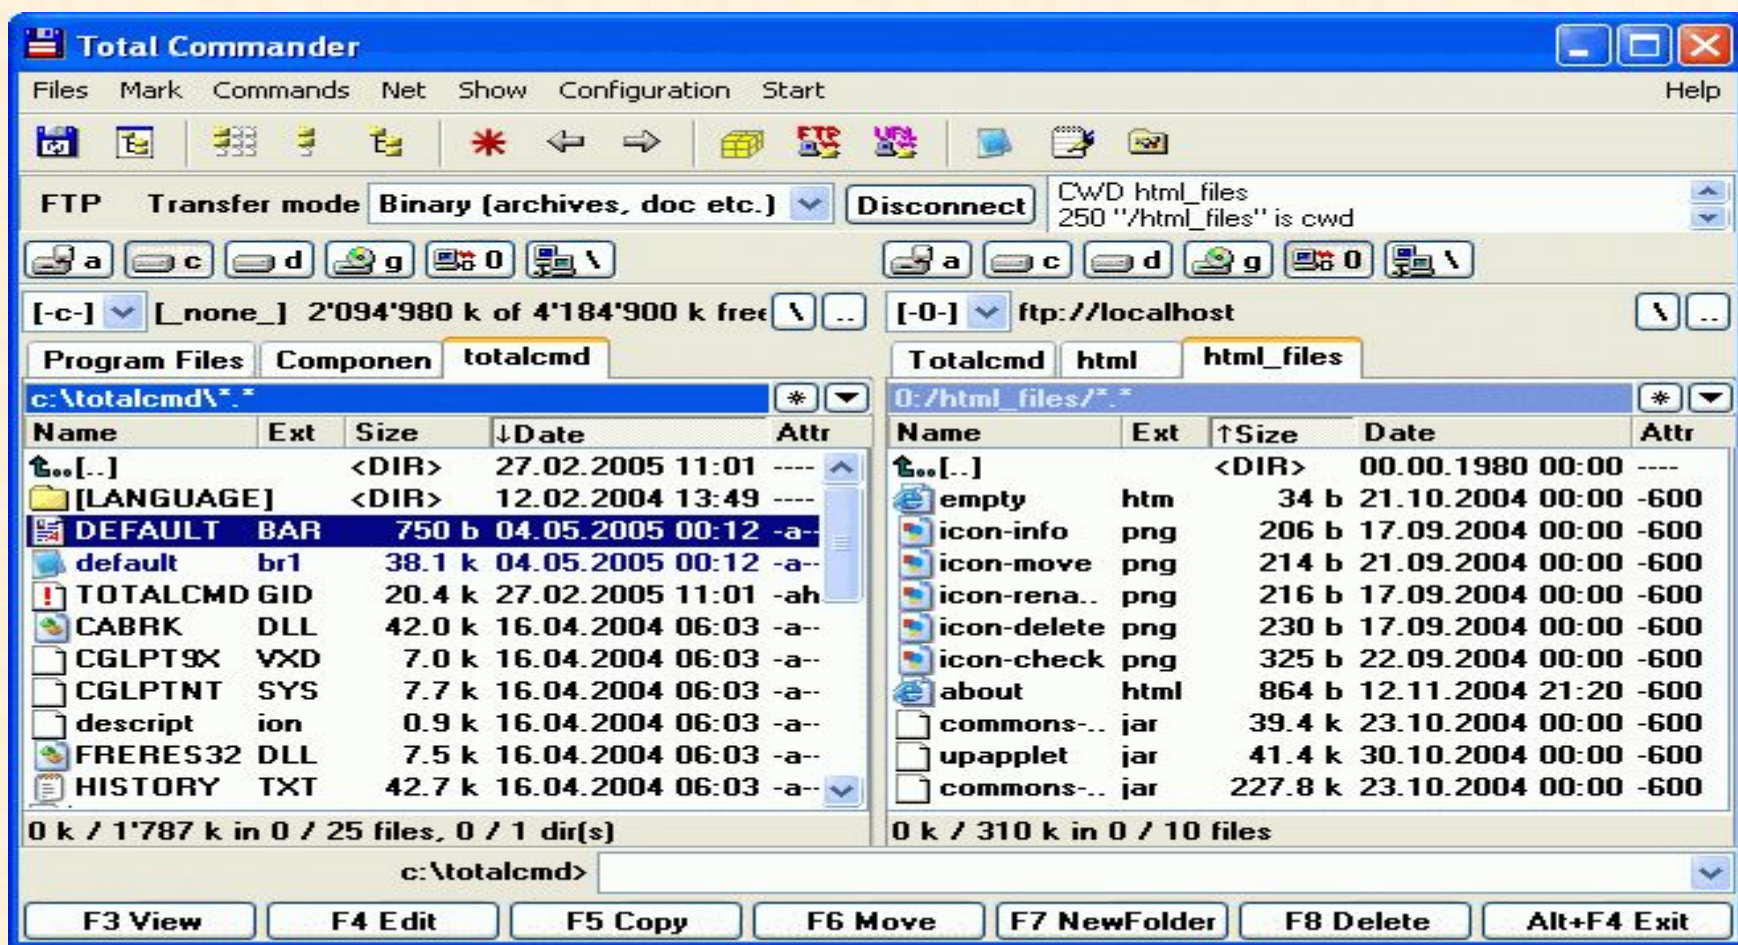 Total Commander
Files Mark Commands Net Show Configuration Start Help
FTP URL
FTP Transfer mode Binary (archives, doc etc.) Disconnect
CWD html_files
250 "/html_files" is cwd
a c d g 0 \ a c d g 0 \
[-c-] [_none_] 2'094'980 k of 4'184'900 k free \ .. [-0-] ftp://localhost \ ..
Program Files Componen totalcmd Totalcmd html html_files
c:\totalcmd\*.* * 0:/html_files/*.* *
Name Ext Size ↓Date Attr Name Ext ↑Size Date Attr
[..] <DIR> 27.02.2005 11:01 ---- [..] <DIR> 00.00.1980 00:00 ----
[LANGUAGE] <DIR> 12.02.2004 13:49 ---- empty htm 34 b 21.10.2004 00:00 -600
DEFAULT BAR 750 b 04.05.2005 00:12 -a-- icon-info png 206 b 17.09.2004 00:00 -600
default br1 38.1 k 04.05.2005 00:12 -a-- icon-move png 214 b 21.09.2004 00:00 -600
TOTALCMD GID 20.4 k 27.02.2005 11:01 -ah icon-rena.. png 216 b 17.09.2004 00:00 -600
CABRK DLL 42.0 k 16.04.2004 06:03 -a-- icon-delete png 230 b 17.09.2004 00:00 -600
CGLPT9X VXD 7.0 k 16.04.2004 06:03 -a-- icon-check png 325 b 22.09.2004 00:00 -600
CGLPTNT SYS 7.7 k 16.04.2004 06:03 -a-- about html 864 b 12.11.2004 21:20 -600
descript ion 0.9 k 16.04.2004 06:03 -a-- commons-.. jar 39.4 k 23.10.2004 00:00 -600
FRERES32 DLL 7.5 k 16.04.2004 06:03 -a-- upapplet jar 41.4 k 30.10.2004 00:00 -600
HISTORY TXT 42.7 k 16.04.2004 06:03 -a-- commons-.. jar 227.8 k 23.10.2004 00:00 -600
0 k / 1'787 k in 0 / 25 files, 0 / 1 dir(s) 0 k / 310 k in 0 / 10 files
c:\totalcmd>
F3 View F4 Edit F5 Copy F6 Move F7 NewFolder F8 Delete Alt+F4 Exit